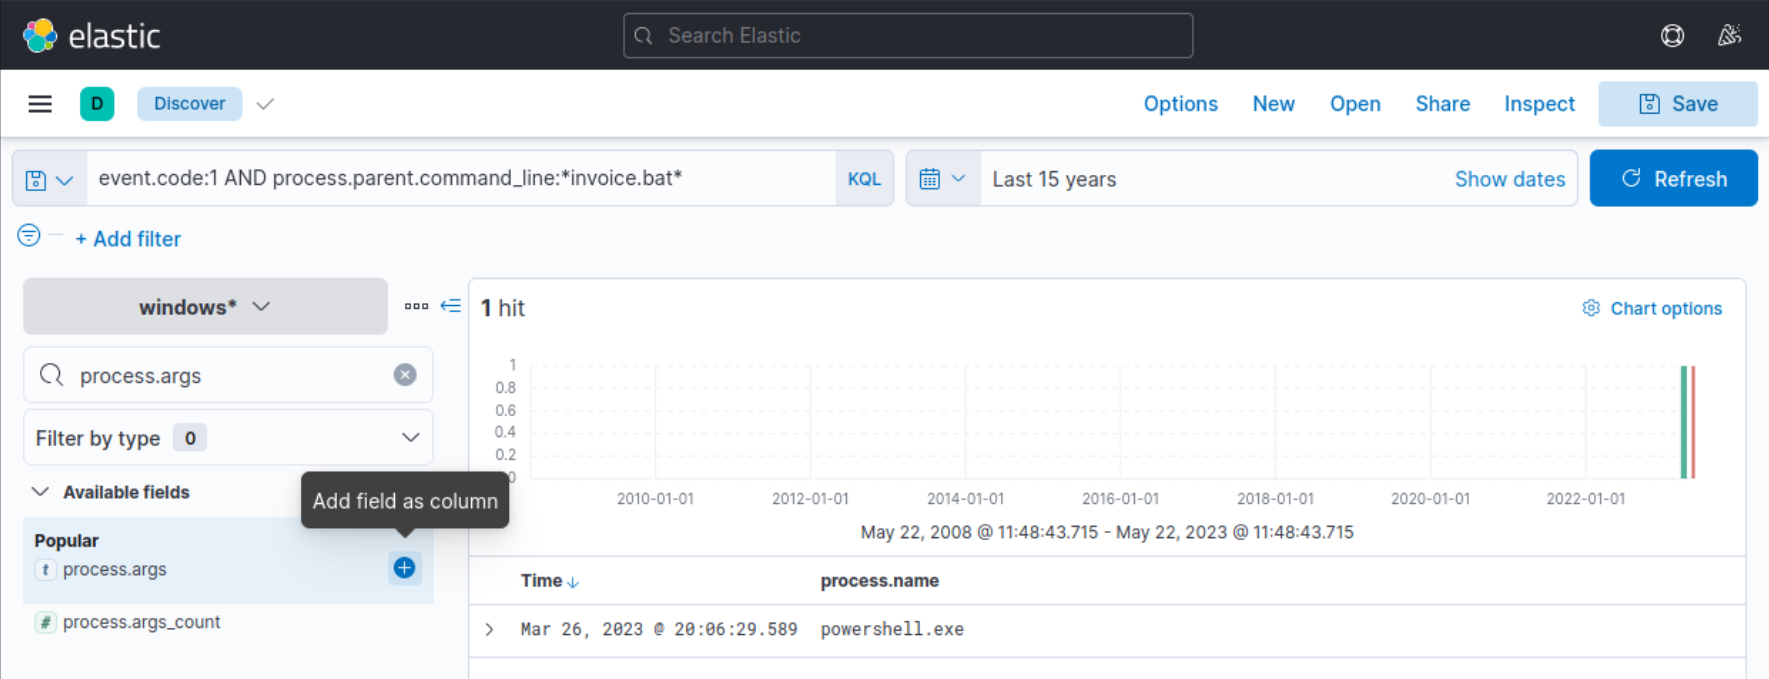 elastic
Search Elastic
D
Discover
Options
New
Open
Share
Inspect
Save
event.code:1 AND process.parent.command_line:*invoice.bat*
KQL
Last 15 years
Show dates
Refresh
+ Add filter
windows*
1 hit
Chart options
process.args
Filter by type 0
Available fields
Add field as column
Popular
t process.args
# process.args_count
1
0.8
0.6
0.4
0.2
0
2010-01-01 2012-01-01 2014-01-01 2016-01-01 2018-01-01 2020-01-01 2022-01-01
May 22, 2008 @ 11:48:43.715 - May 22, 2023 @ 11:48:43.715
Time process.name
Mar 26, 2023 @ 20:06:29.589 powershell.exe